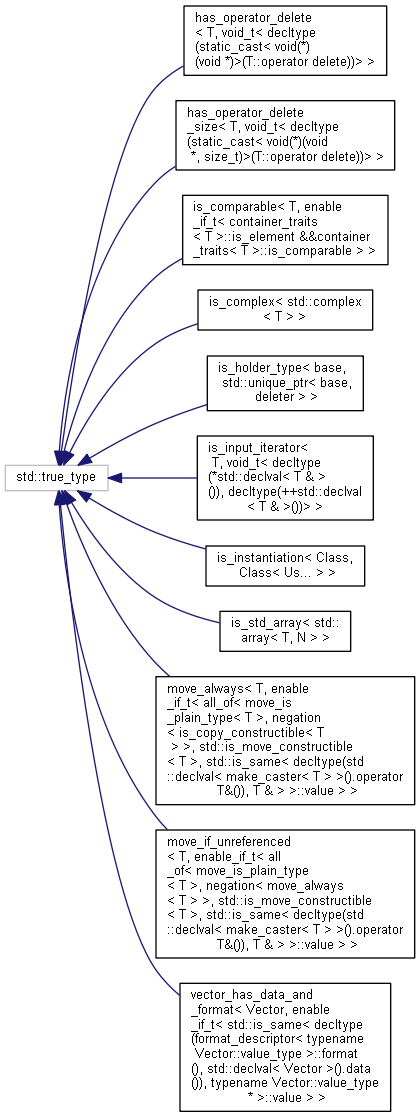 has_operator_delete
< T, void_t< decltype
(static_cast< void(*)
(void *)>(T::operator delete))> >
has_operator_delete
_size< T, void_t< decltype
(static_cast< void(*)(void
*, size_t)>(T::operator delete))> >
is_comparable< T, enable
_if_t< container_traits
< T >::is_element &&container
_traits< T >::is_comparable > >
is_complex< std::complex
< T > >
is_holder_type< base,
std::unique_ptr< base,
deleter > >
std::true_type
is_input_iterator<
T, void_t< decltype
(*std::declval< T & >
()), decltype(++std::declval
< T & >())> >
is_instantiation< Class,
Class< Us... > >
is_std_array< std::
array< T, N > >
move_always< T, enable
_if_t< all_of< move_is
_plain_type< T >, negation
< is_copy_constructible< T
> >, std::is_move_constructible
< T >, std::is_same< decltype(std
::declval< make_caster< T > >().operator
T&()), T & > >::value > >
move_if_unreferenced
< T, enable_if_t< all
_of< move_is_plain_type
< T >, negation< move_always
< T > >, std::is_move_constructible
< T >, std::is_same< decltype(std
::declval< make_caster< T > >().operator
T&()), T & > >::value > >
vector_has_data_and
_format< Vector, enable
_if_t< std::is_same< decltype
(format_descriptor< typename
Vector::value_type >::format
(), std::declval< Vector >().data
()), typename Vector::value_type
* >::value > >